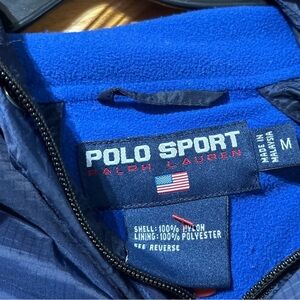 POLO SPORT
RALPH LAUREN
MADE IN
MALAYSIA
M
SHELL: 100% NYLON
LINING: 100% POLYESTER
SEE REVERSE